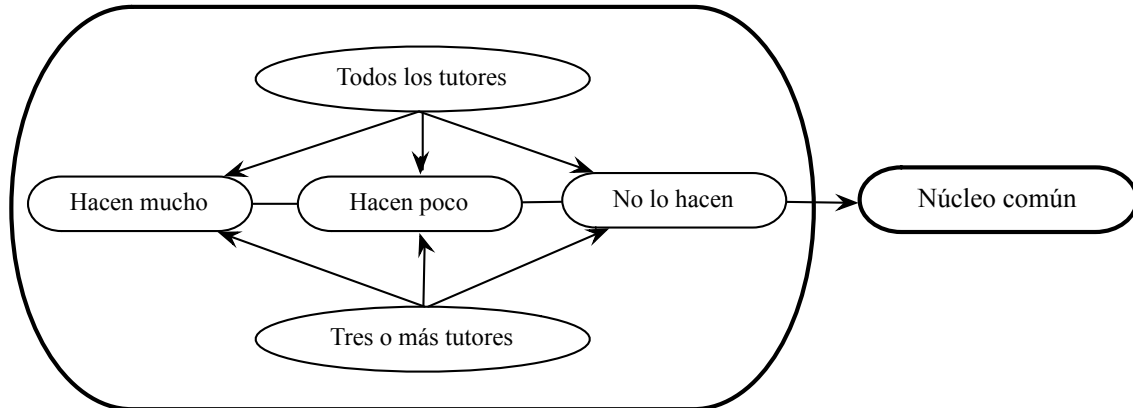 Todos los tutores
Hacen mucho
Hacen poco
No lo hacen
Núcleo común
Tres o más tutores